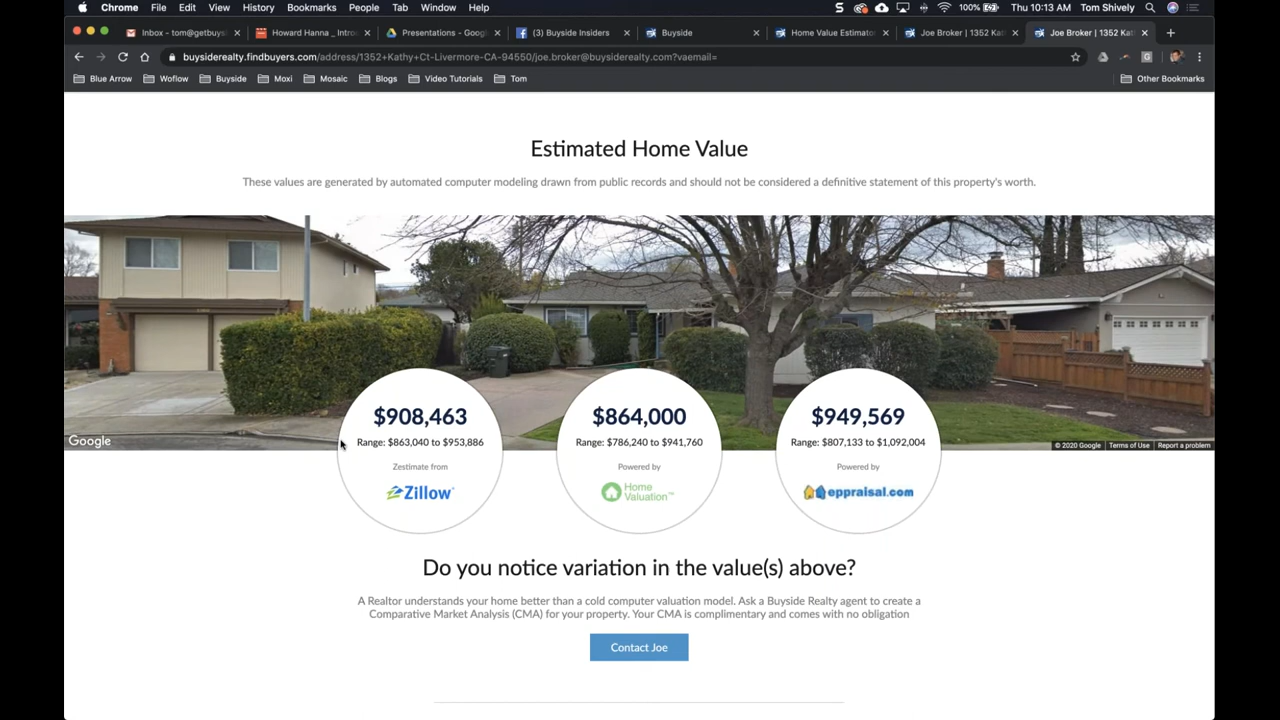 Chrome File Edit View History Bookmarks People Tab Window Help 100% Thu 10:13 AM Tom Shively
Inbox - tom@getbuys Howard Hanna _ Intro Presentations - Goog (3) Buyside Insiders Buyside Home Value Estimato Joe Broker | 1352 Kat Joe Broker | 1352 Kat
buysiderealty.findbuyers.com/address/1352+Kathy+Ct-Livermore-CA-94550/joe.broker@buysiderealty.com?vaemail=
Blue Arrow Woflow Buyside Moxi Mosaic Blogs Video Tutorials Tom Other Bookmarks
Estimated Home Value
These values are generated by automated computer modeling drawn from public records and should not be considered a definitive statement of this property's worth.
$908,463 $864,000 $949,569
Google Range: $863,040 to $953,886 Range: $786,240 to $941,760 Range: $807,133 to $1,092,004 © 2020 Google Terms of Use Report a problem
Zestimate from Powered by Powered by
Zillow Home Valuation™ eppraisal.com
Do you notice variation in the value(s) above?
A Realtor understands your home better than a cold computer valuation model. Ask a Buyside Realty agent to create a
Comparative Market Analysis (CMA) for your property. Your CMA is complimentary and comes with no obligation
Contact Joe